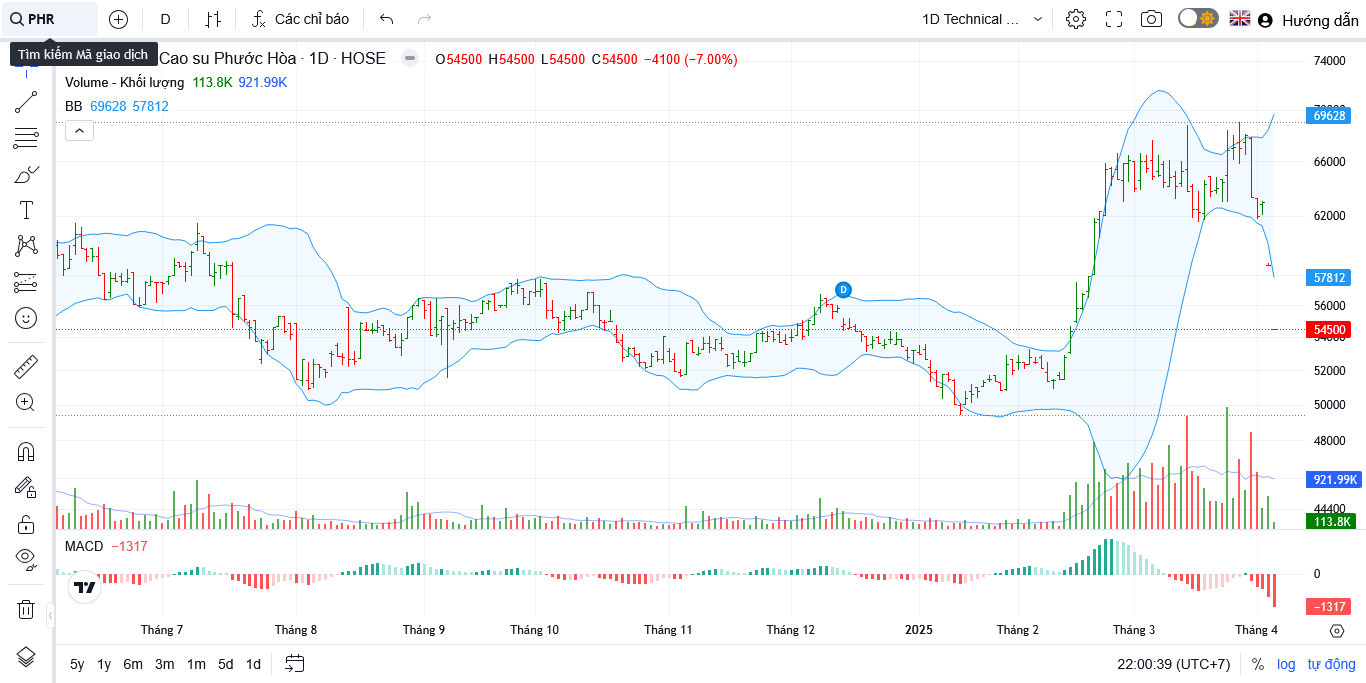 PHR D Các chỉ báo 1D Technical ... Hướng dẫn
Tìm kiếm Mã giao dịch
Cao su Phước Hòa · 1D · HOSE O54500 H54500 L54500 C54500 −4100 (−7.00%)
Volume - Khối lượng 113.8K 921.99K
BB 69628 57812
74000
69628
66000
62000
D
57812
56000
54500
54000
52000
50000
48000
921.99K
44400
113.8K
MACD −1317
0
−1317
Tháng 7 Tháng 8 Tháng 9 Tháng 10 Tháng 11 Tháng 12 2025 Tháng 2 Tháng 3 Tháng 4
5y 1y 6m 3m 1m 5d 1d 22:00:39 (UTC+7) % log tự động